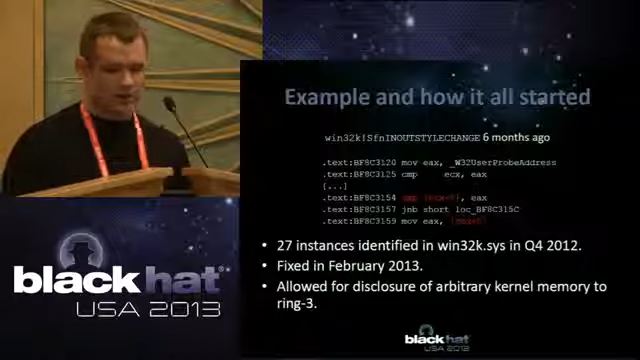 Example and how it all started
win32k!SfnINOUTSTYLECHANGE 6 months ago
.text:BF8C3120 mov eax, _W32UserProbeAddress
.text:BF8C3125 cmp ecx, eax
[...]
.text:BF8C3154 cmp [ecx+8], eax
.text:BF8C3157 jnb short loc_BF8C315C
.text:BF8C3159 mov eax,
• 27 instances identified in win32k.sys in Q4 2012.
• Fixed in February 2013.
• Allowed for disclosure of arbitrary kernel memory to
ring-3.
black hat®
USA 2013
black hat
USA 2013